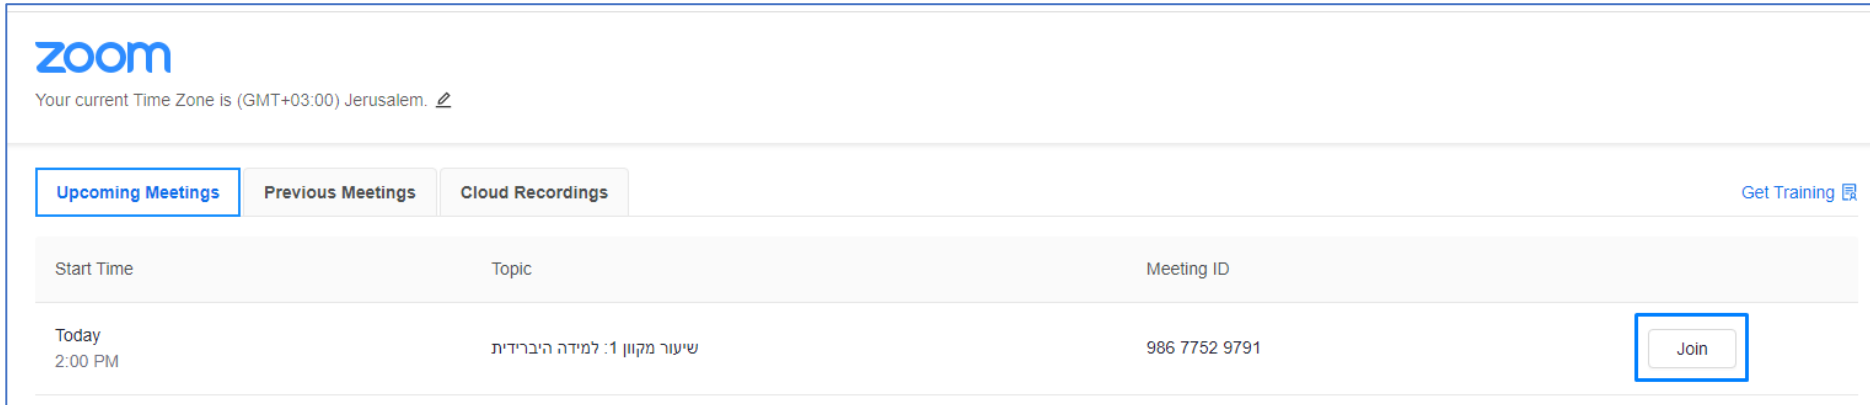 zoom
Your current Time Zone is (GMT+03:00) Jerusalem.
Upcoming Meetings Previous Meetings Cloud Recordings Get Training
Start Time Topic Meeting ID
Today
2:00 PM שיעור מקוון 1: למידה היברידית 986 7752 9791 Join